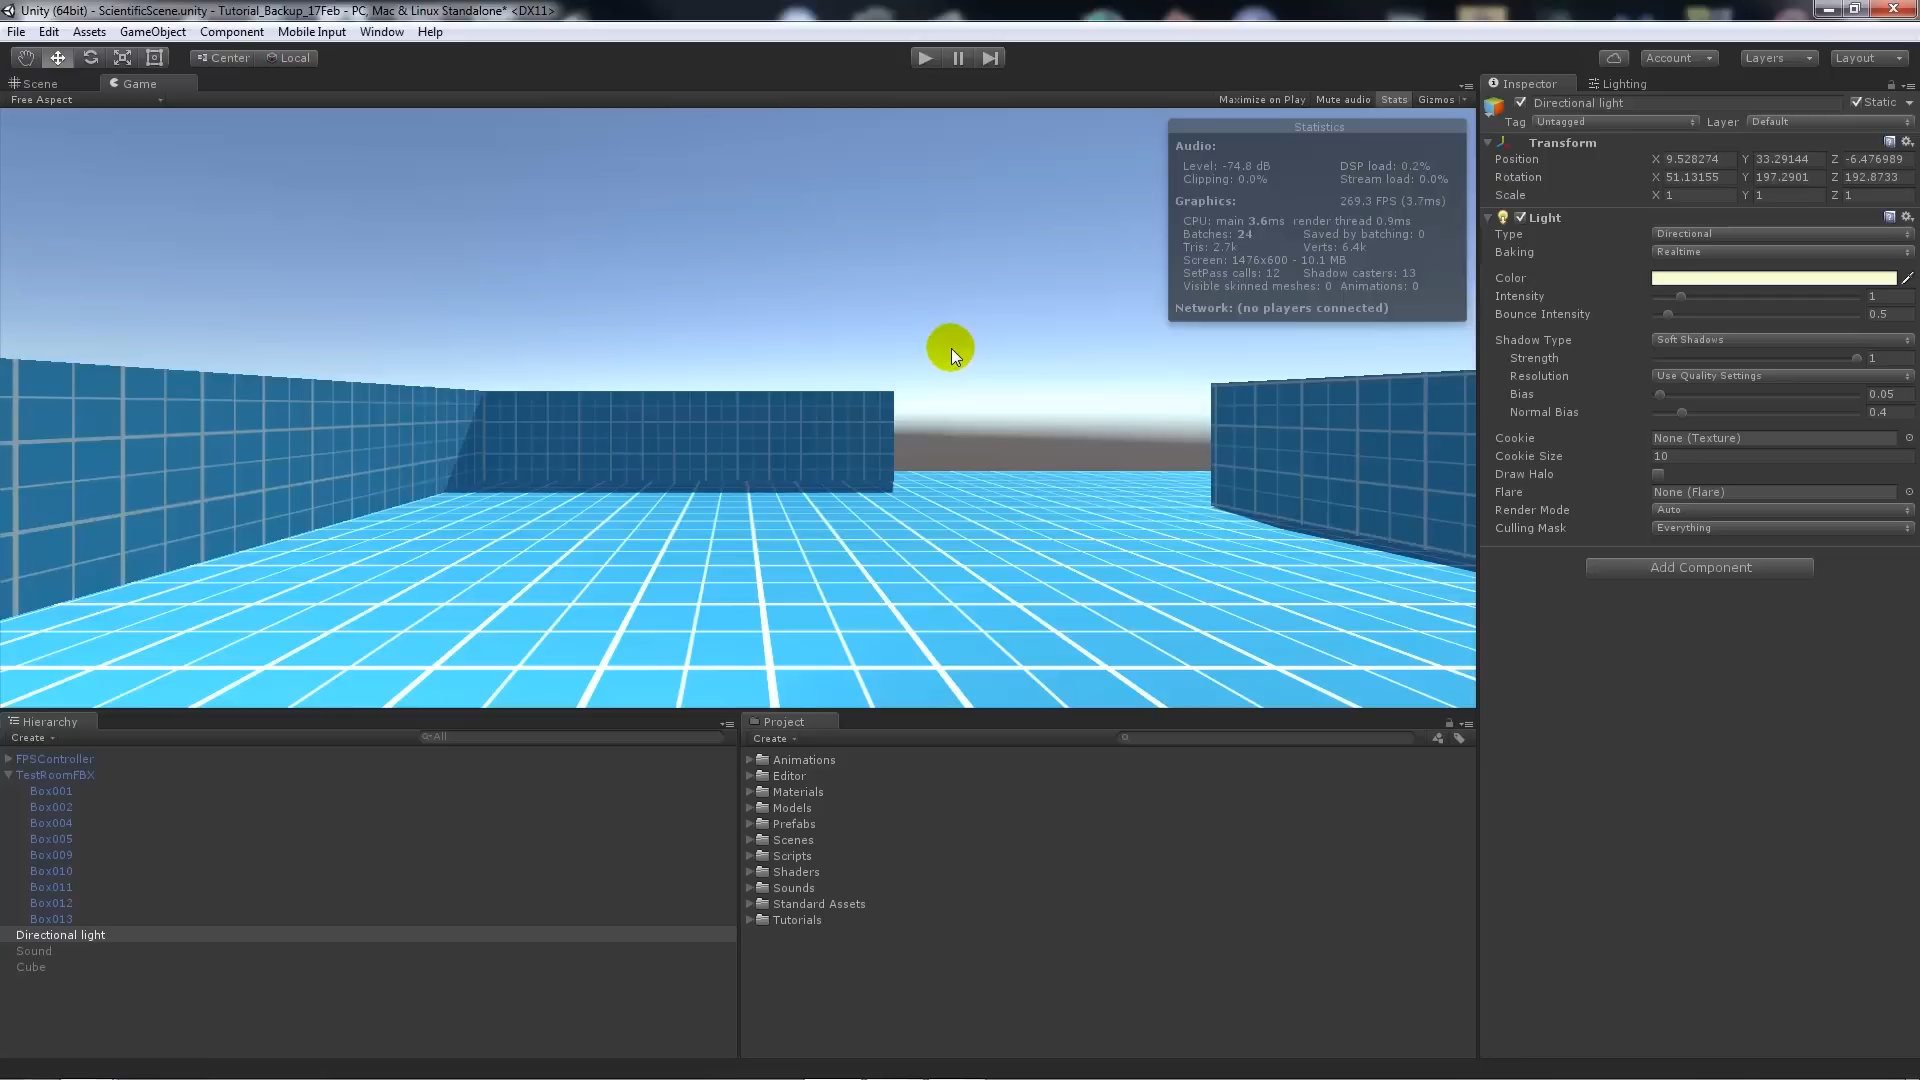 Unity (64bit) - ScientificScene.unity - Tutorial_Backup_17Feb - PC, Mac & Linux Standalone* <DX11>
File Edit Assets GameObject Component Mobile Input Window Help
Center Local Account Layers Layout
Scene Game
Free Aspect Maximize on Play Mute audio Stats Gizmos
Statistics
Audio:
Level: -74.8 dB DSP load: 0.2%
Clipping: 0.0% Stream load: 0.0%
Graphics: 269.3 FPS (3.7ms)
CPU: main 3.6ms render thread 0.9ms
Batches: 24 Saved by batching: 0
Tris: 2.7k Verts: 6.4k
Screen: 1476x600 - 10.1 MB
SetPass calls: 12 Shadow casters: 13
Visible skinned meshes: 0 Animations: 0
Network: (no players connected)
Inspector Lighting
Directional light Static
Tag Untagged Layer Default
Transform
Position X 9.528274 Y 33.29144 Z -6.476989
Rotation X 51.13155 Y 197.2901 Z 192.8733
Scale X 1 Y 1 Z 1
Light
Type Directional
Baking Realtime
Color
Intensity 1
Bounce Intensity 0.5
Shadow Type Soft Shadows
Strength 1
Resolution Use Quality Settings
Bias 0.05
Normal Bias 0.4
Cookie None (Texture)
Cookie Size 10
Draw Halo
Flare None (Flare)
Render Mode Auto
Culling Mask Everything
Add Component
Hierarchy
Create All
FPSController
TestRoomFBX
Box001
Box002
Box004
Box005
Box009
Box010
Box011
Box012
Box013
Directional light
Sound
Cube
Project
Create
Animations
Editor
Materials
Models
Prefabs
Scenes
Scripts
Shaders
Sounds
Standard Assets
Tutorials